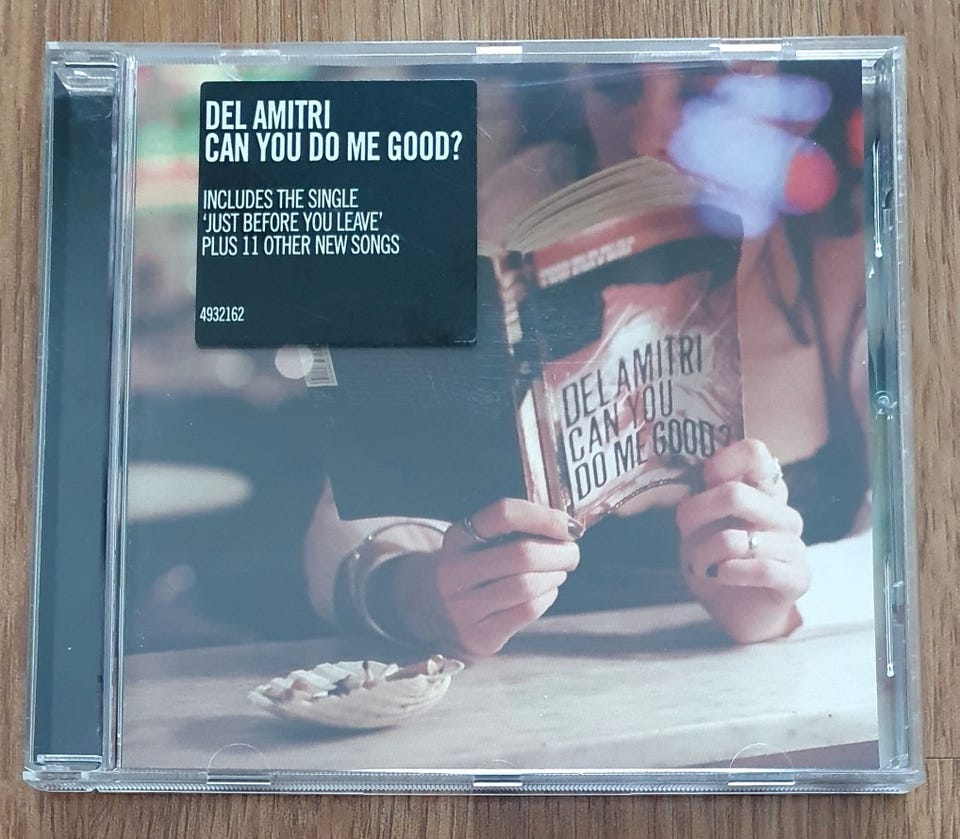 DEL AMITRI
CAN YOU DO ME GOOD?
INCLUDES THE SINGLE
'JUST BEFORE YOU LEAVE'
PLUS 11 OTHER NEW SONGS
4932162
DEL AMITRI
CAN YOU
DO ME GOOD?